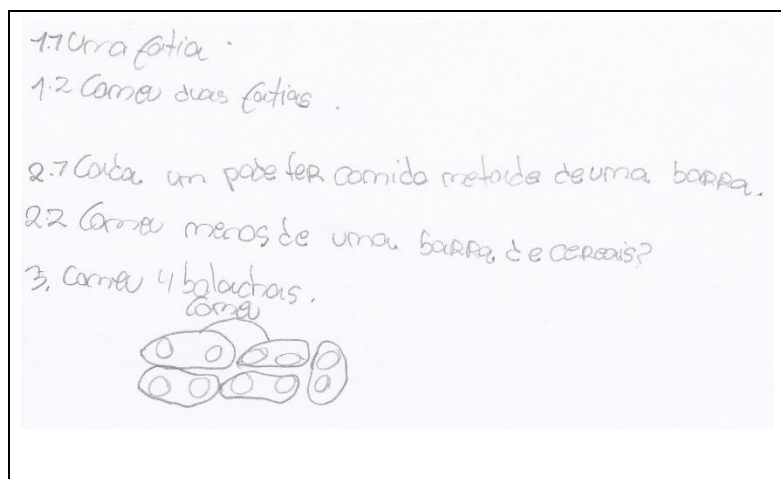 1.1 Uma fatia.
1.2 Comeu duas fatias.
2.1 Cada um pode ter comido metade de uma barra.
2.2 Comeu menos de uma barra de cereais?
3. Comeu 4 bolachas.
Comeu